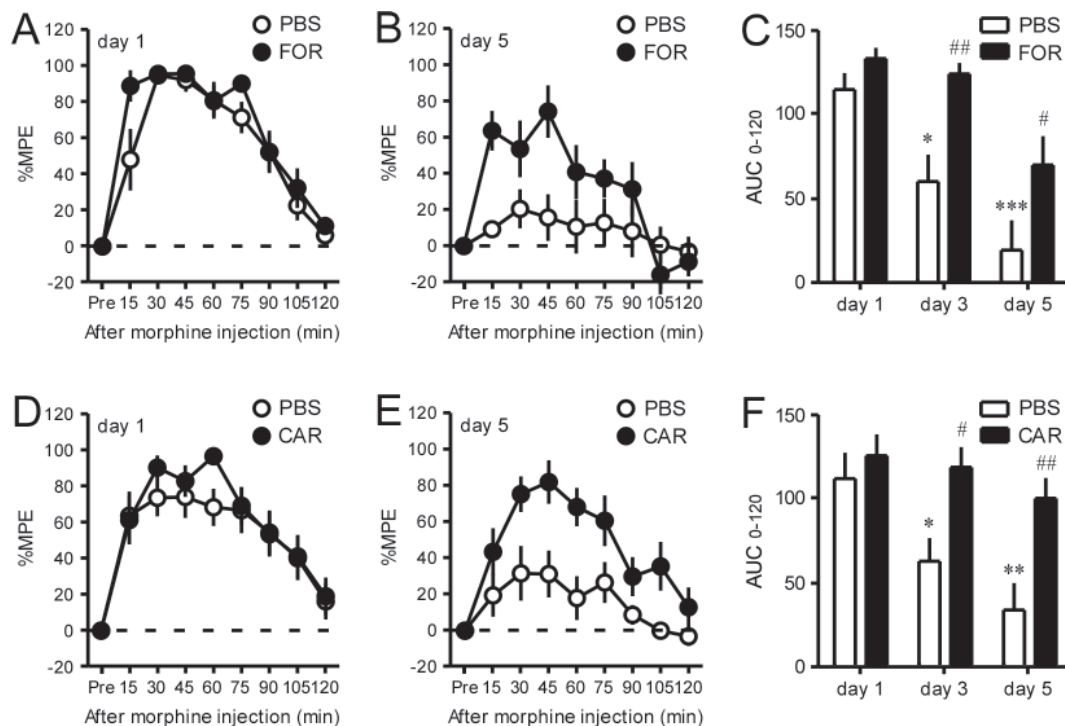 A
day 1
PBS
FOR
%MPE
120
100
80
60
40
20
0
-20
Pre 15 30 45 60 75 90 105 120
After morphine injection (min)
B
day 5
PBS
FOR
%MPE
120
100
80
60
40
20
0
-20
Pre 15 30 45 60 75 90 105 120
After morphine injection (min)
C
PBS
FOR
AUC 0-120
150
100
50
0
* ## *** #
day 1 day 3 day 5
D
day 1
PBS
CAR
%MPE
120
100
80
60
40
20
0
-20
Pre 15 30 45 60 75 90 105 120
After morphine injection (min)
E
day 5
PBS
CAR
%MPE
120
100
80
60
40
20
0
-20
Pre 15 30 45 60 75 90 105 120
After morphine injection (min)
F
PBS
CAR
AUC 0-120
150
100
50
0
* # ** ##
day 1 day 3 day 5